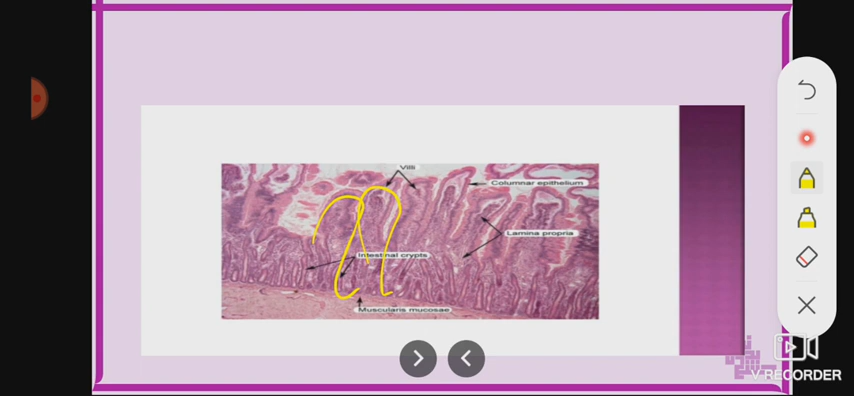 Villi
Columnar epithelium
Lamina propria
Intestinal crypts
Muscularis mucosae
V RECORDER